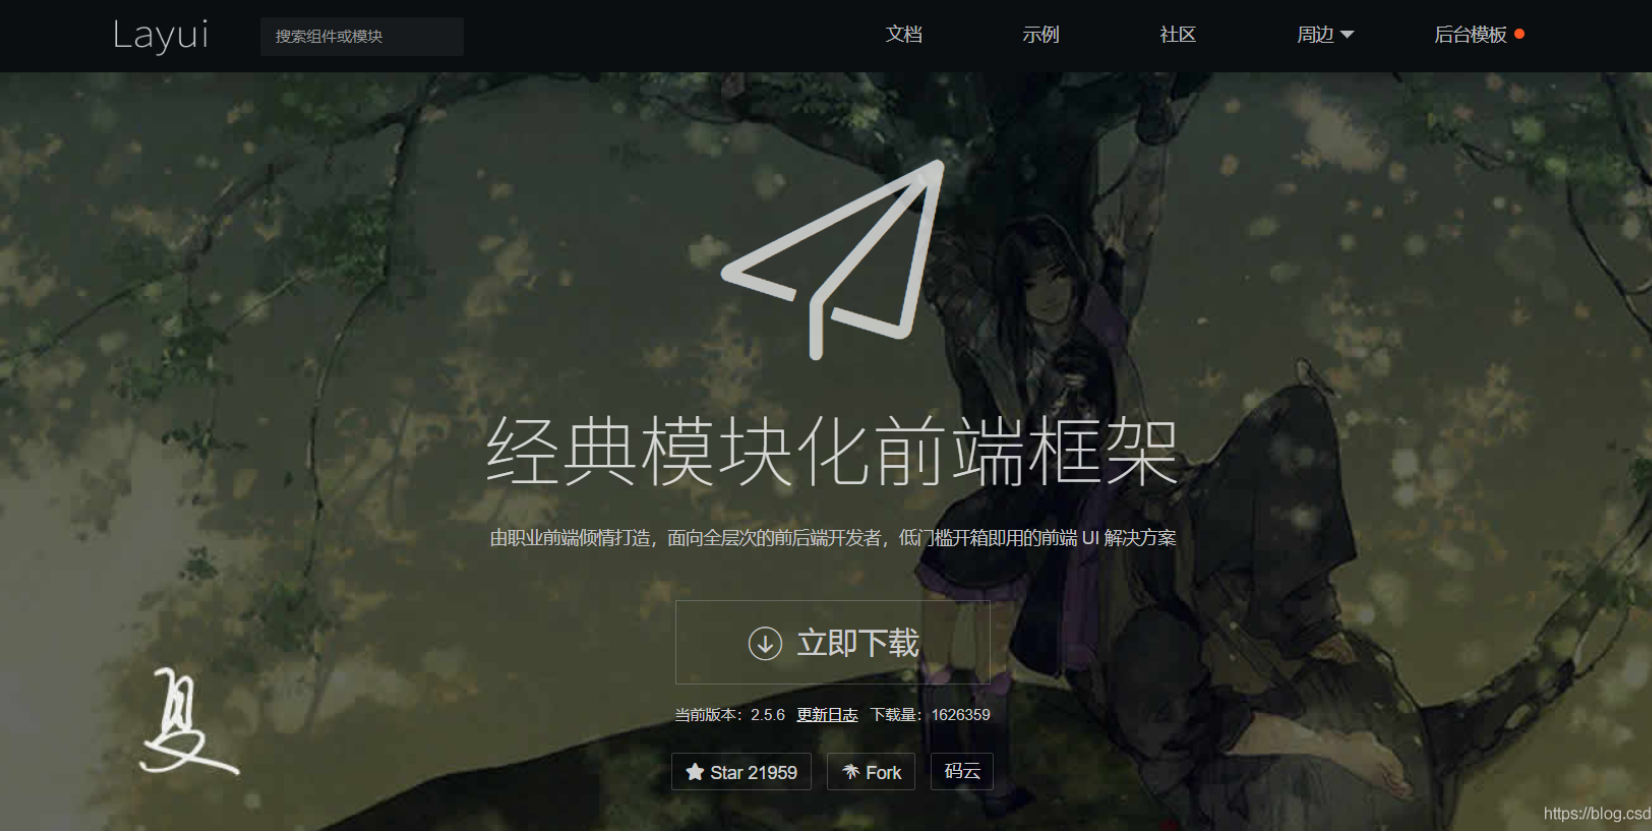 Layui
搜索组件或模块
文档
示例
社区
周边
后台模板
经典模块化前端框架
由职业前端倾情打造，面向全层次的前后端开发者，低门槛开箱即用的前端 UI 解决方案
立即下载
当前版本：2.5.6 更新日志 下载量：1626359
夏
Star 21959
Fork
码云
https://blog.csd